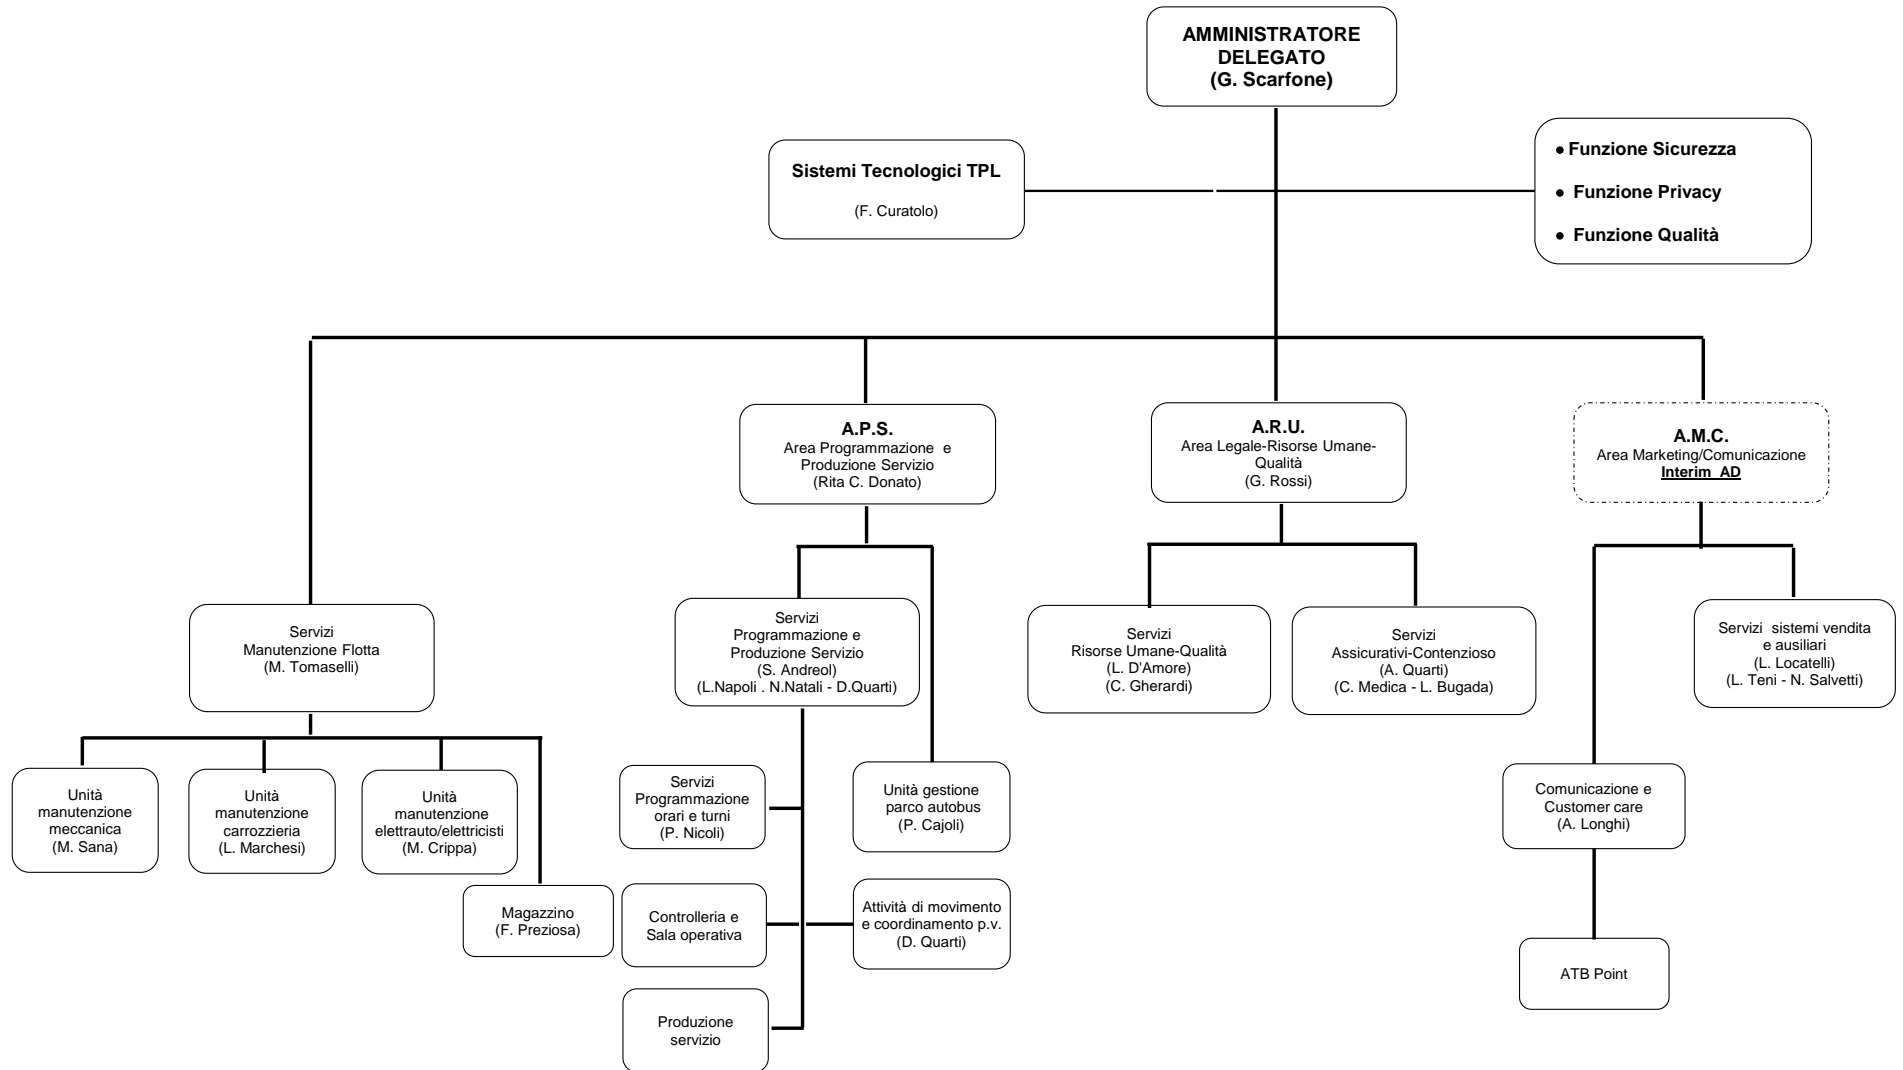 AMMINISTRATORE
DELEGATO
(G. Scarfone)
Sistemi Tecnologici TPL
(F. Curatolo)
• Funzione Sicurezza
• Funzione Privacy
• Funzione Qualità
A.P.S.
Area Programmazione e
Produzione Servizio
(Rita C. Donato)
A.R.U.
Area Legale-Risorse Umane-
Qualità
(G. Rossi)
A.M.C.
Area Marketing/Comunicazione
Interim AD
Servizi
Manutenzione Flotta
(M. Tomaselli)
Servizi
Programmazione e
Produzione Servizio
(S. Andreol)
(L.Napoli . N.Natali - D.Quarti)
Servizi
Risorse Umane-Qualità
(L. D'Amore)
(C. Gherardi)
Servizi
Assicurativi-Contenzioso
(A. Quarti)
(C. Medica - L. Bugada)
Servizi sistemi vendita
e ausiliari
(L. Locatelli)
(L. Teni - N. Salvetti)
Unità
manutenzione
meccanica
(M. Sana)
Unità
manutenzione
carrozzieria
(L. Marchesi)
Unità
manutenzione
elettrauto/elettricisti
(M. Crippa)
Magazzino
(F. Preziosa)
Servizi
Programmazione
orari e turni
(P. Nicoli)
Unità gestione
parco autbus
(P. Cajoli)
Controlleria e
Sala operativa
Attività di movimento
e coordinamento p.v.
(D. Quarti)
Produzione
servizio
Comunicazione e
Customer care
(A. Longhi)
ATB Point